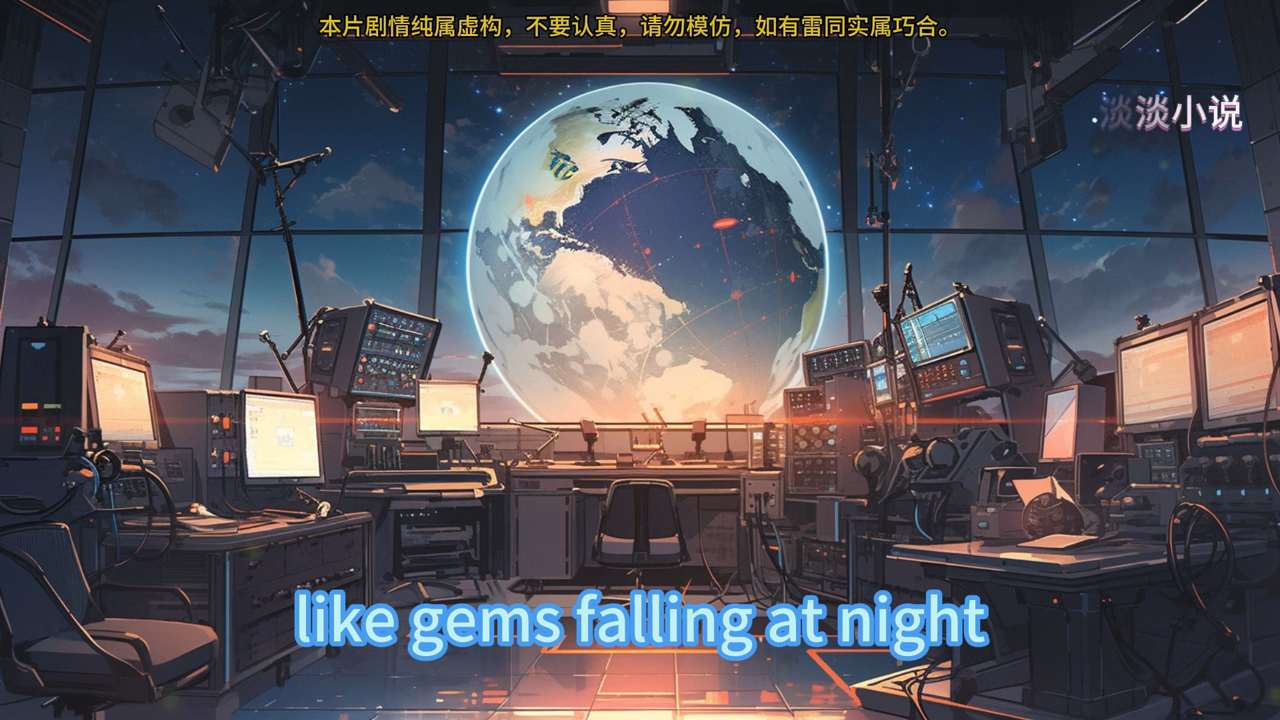 本片剧情纯属虚构，不要认真，请勿模仿，如有雷同实属巧合。
淡淡小说
like gems falling at night